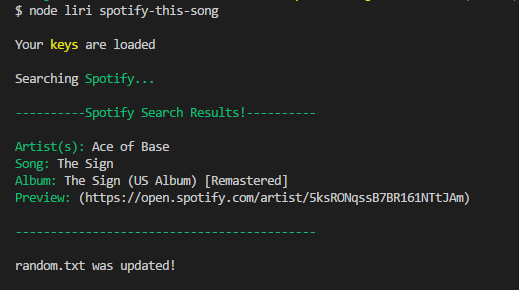 $ node liri spotify-this-song
Your keys are loaded
Searching Spotify...
----------Spotify Search Results!----------
Artist(s): Ace of Base
Song: The Sign
Album: The Sign (US Album) [Remastered]
Preview: (https://open.spotify.com/artist/5ksRONqssB7BR161NTtJAm)
-------------------------------------------
random.txt was updated!